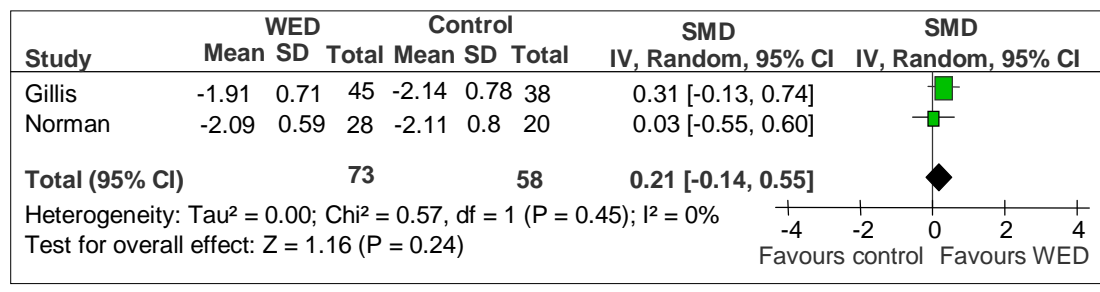 WED Control SMD SMD
Study Mean SD Total Mean SD Total IV, Random, 95% CI IV, Random, 95% CI
Gillis -1.91 0.71 45 -2.14 0.78 38 0.31 [-0.13, 0.74]
Norman -2.09 0.59 28 -2.11 0.8 20 0.03 [-0.55, 0.60]
Total (95% CI) 73 58 0.21 [-0.14, 0.55]
Heterogeneity: Tau² = 0.00; Chi² = 0.57, df = 1 (P = 0.45); I² = 0%
Test for overall effect: Z = 1.16 (P = 0.24)
-4 -2 0 2 4
Favours control Favours WED